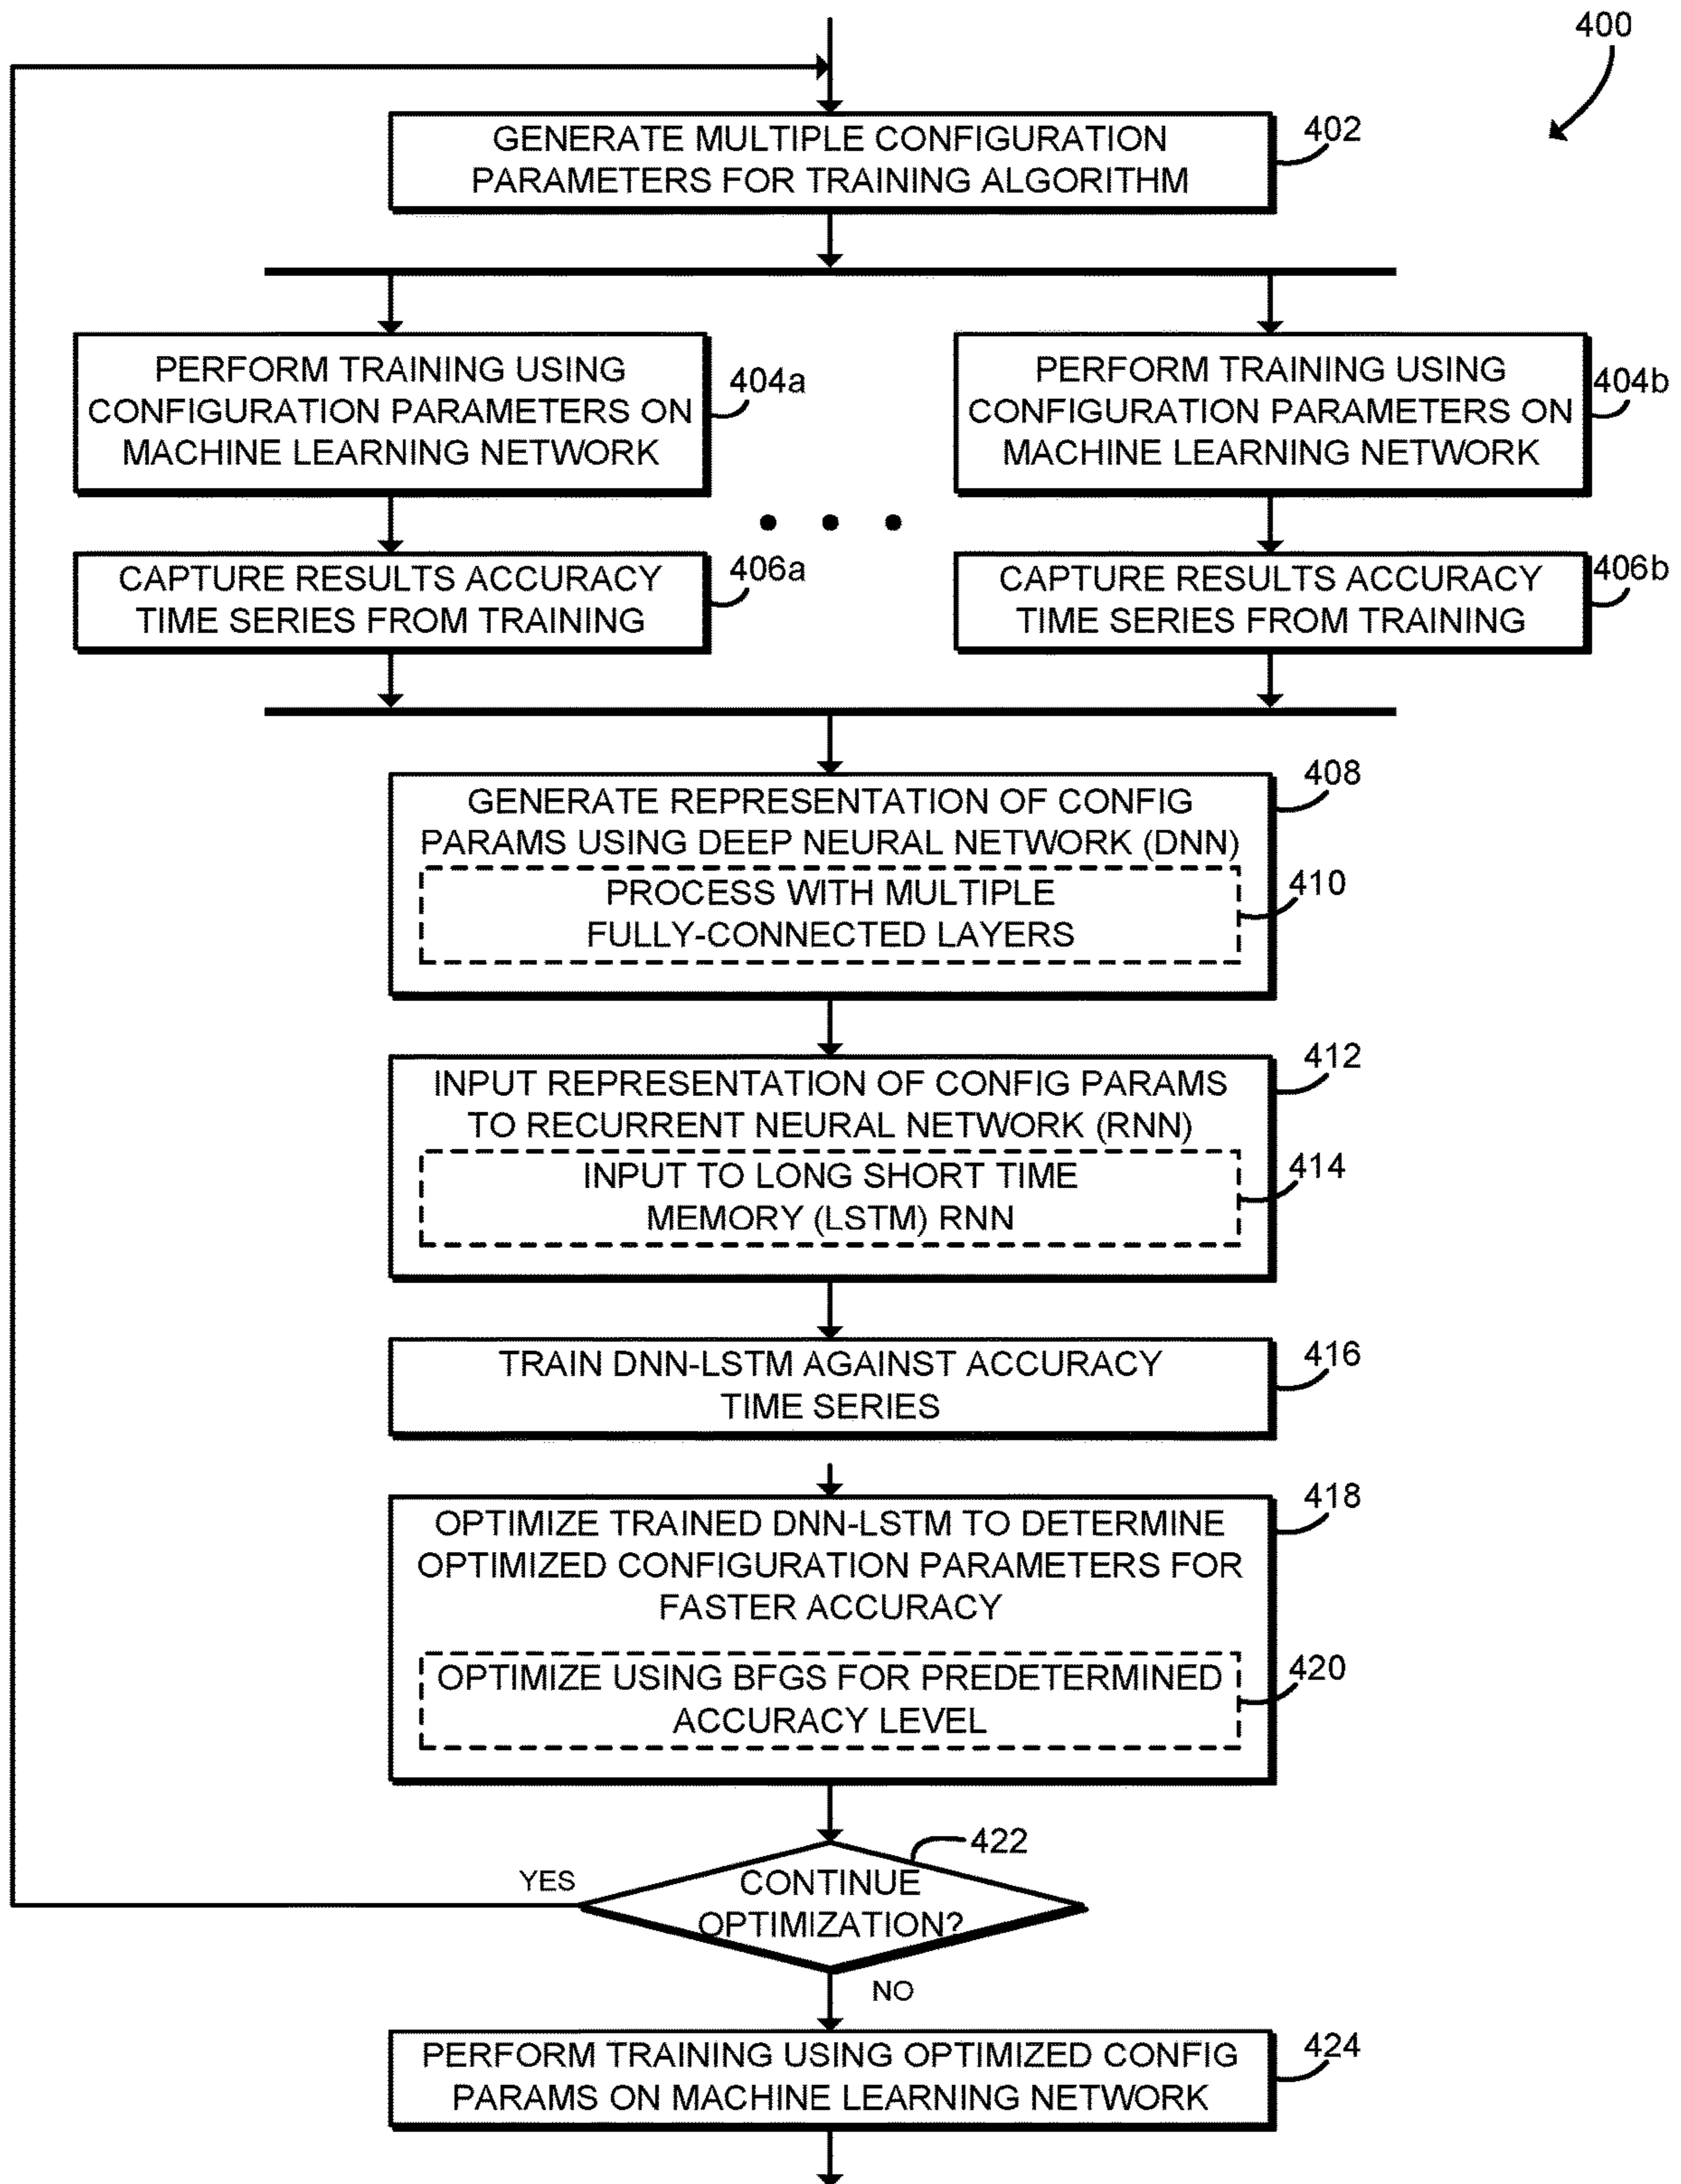 400
GENERATE MULTIPLE CONFIGURATION
PARAMETERS FOR TRAINING ALGORITHM
402
PERFORM TRAINING USING
CONFIGURATION PARAMETERS ON
MACHINE LEARNING NETWORK
404a
PERFORM TRAINING USING
CONFIGURATION PARAMETERS ON
MACHINE LEARNING NETWORK
404b
CAPTURE RESULTS ACCURACY
TIME SERIES FROM TRAINING
406a
CAPTURE RESULTS ACCURACY
TIME SERIES FROM TRAINING
406b
GENERATE REPRESENTATION OF CONFIG
PARAMS USING DEEP NEURAL NETWORK (DNN)
408
PROCESS WITH MULTIPLE
FULLY-CONNECTED LAYERS
410
INPUT REPRESENTATION OF CONFIG PARAMS
TO RECURRENT NEURAL NETWORK (RNN)
412
INPUT TO LONG SHORT TIME
MEMORY (LSTM) RNN
414
TRAIN DNN-LSTM AGAINST ACCURACY
TIME SERIES
416
OPTIMIZE TRAINED DNN-LSTM TO DETERMINE
OPTIMIZED CONFIGURATION PARAMETERS FOR
FASTER ACCURACY
418
OPTIMIZE USING BFGS FOR PREDETERMINED
ACCURACY LEVEL
420
422
YES
CONTINUE
OPTIMIZATION?
NO
PERFORM TRAINING USING OPTIMIZED CONFIG
PARAMS ON MACHINE LEARNING NETWORK
424